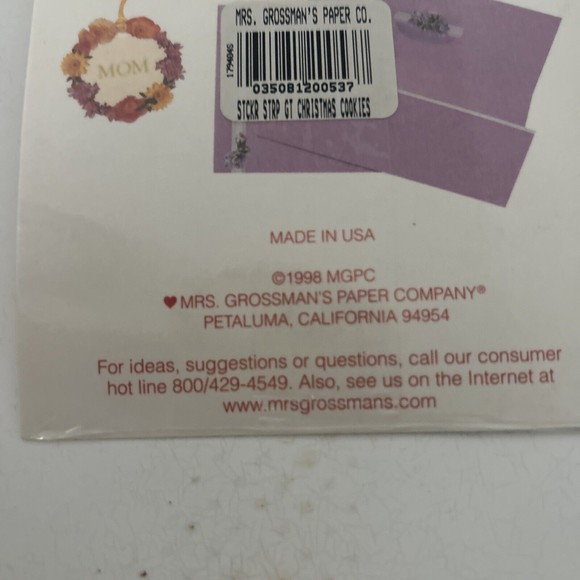 MOM
MRS. GROSSMAN'S PAPER CO.
1794045
035081200537
STCKR STRP GT CHRISTMAS COOKIES
MADE IN USA
©1998 MGPC
♥MRS. GROSSMAN'S PAPER COMPANY®
PETALUMA, CALIFORNIA 94954
For ideas, suggestions or questions, call our consumer
hot line 800/429-4549. Also, see us on the Internet at
www.mrsgrossmans.com